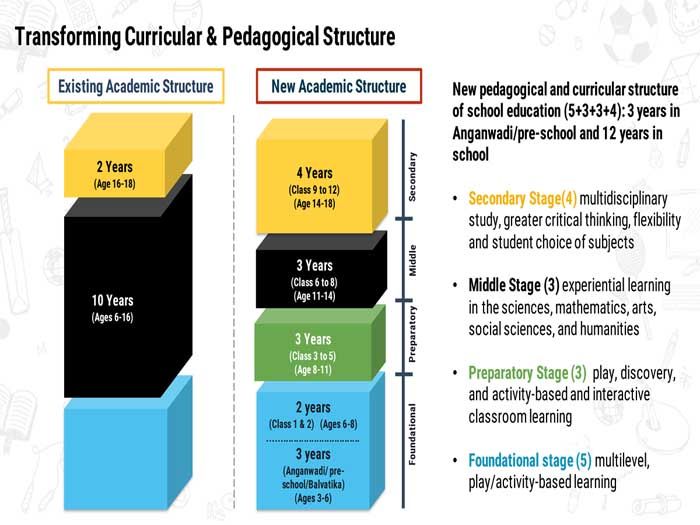 Transforming Curricular & Pedagogical Structure
Existing Academic Structure
2 Years
(Age 16-18)
10 Years
(Ages 6-16)
New Academic Structure
4 Years
(Class 9 to 12)
(Age 14-18)
3 Years
(Class 6 to 8)
(Age 11-14)
3 Years
(Class 3 to 5)
(Age 8-11)
2 years
(Class 1 & 2) (Ages 6-8)
3 years
(Anganwadi/ pre-
school/Balvatika)
(Ages 3-6)
Secondary
Middle
Preparatory
Foundational
New pedagogical and curricular structure
of school education (5+3+3+4): 3 years in
Anganwadi/pre-school and 12 years in
school
• Secondary Stage(4) multidisciplinary
study, greater critical thinking, flexibility
and student choice of subjects
• Middle Stage (3) experiential learning
in the sciences, mathematics, arts,
social sciences, and humanities
• Preparatory Stage (3) play, discovery,
and activity-based and interactive
classroom learning
• Foundational stage (5) multilevel,
play/activity-based learning